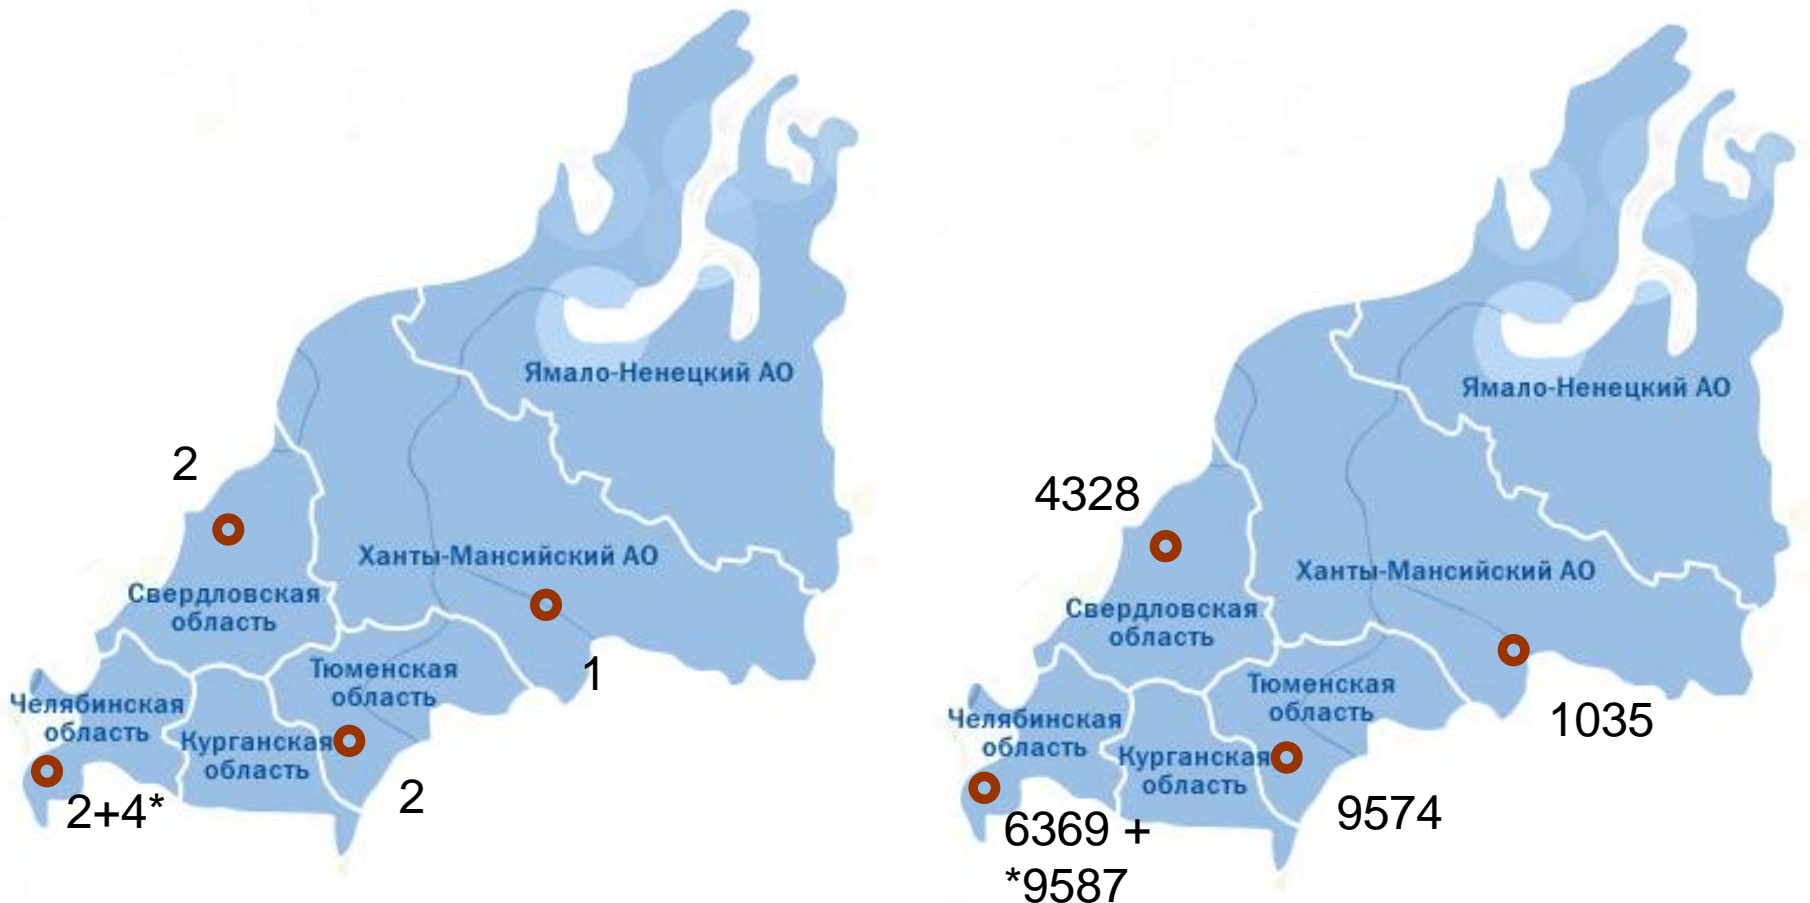 Ямало-Ненецкий АО
2
Ханты-Мансийский АО
Свердловская
область
1
Тюменская
область
Челябинская
область
Курганская
область
2
2+4*
Ямало-Ненецкий АО
4328
Ханты-Мансийский АО
Свердловская
область
Тюменская
область
1035
Челябинская
область
Курганская
область
9574
6369 +
*9587